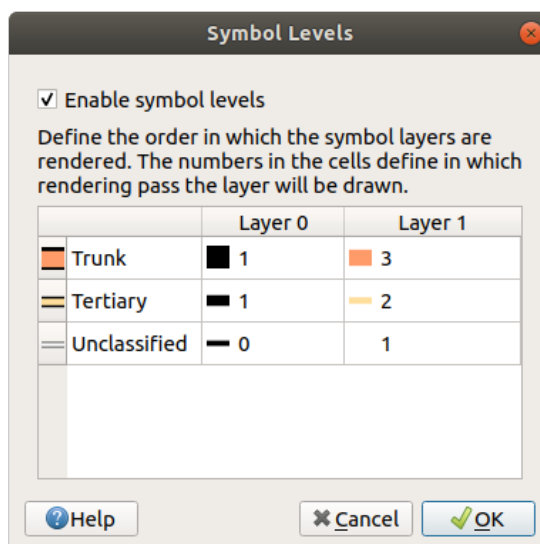 Symbol Levels
Enable symbol levels
Define the order in which the symbol layers are
rendered. The numbers in the cells define in which
rendering pass the layer will be drawn.
Layer 0 Layer 1
Trunk 1 3
Tertiary 1 2
Unclassified 0 1
Help Cancel OK